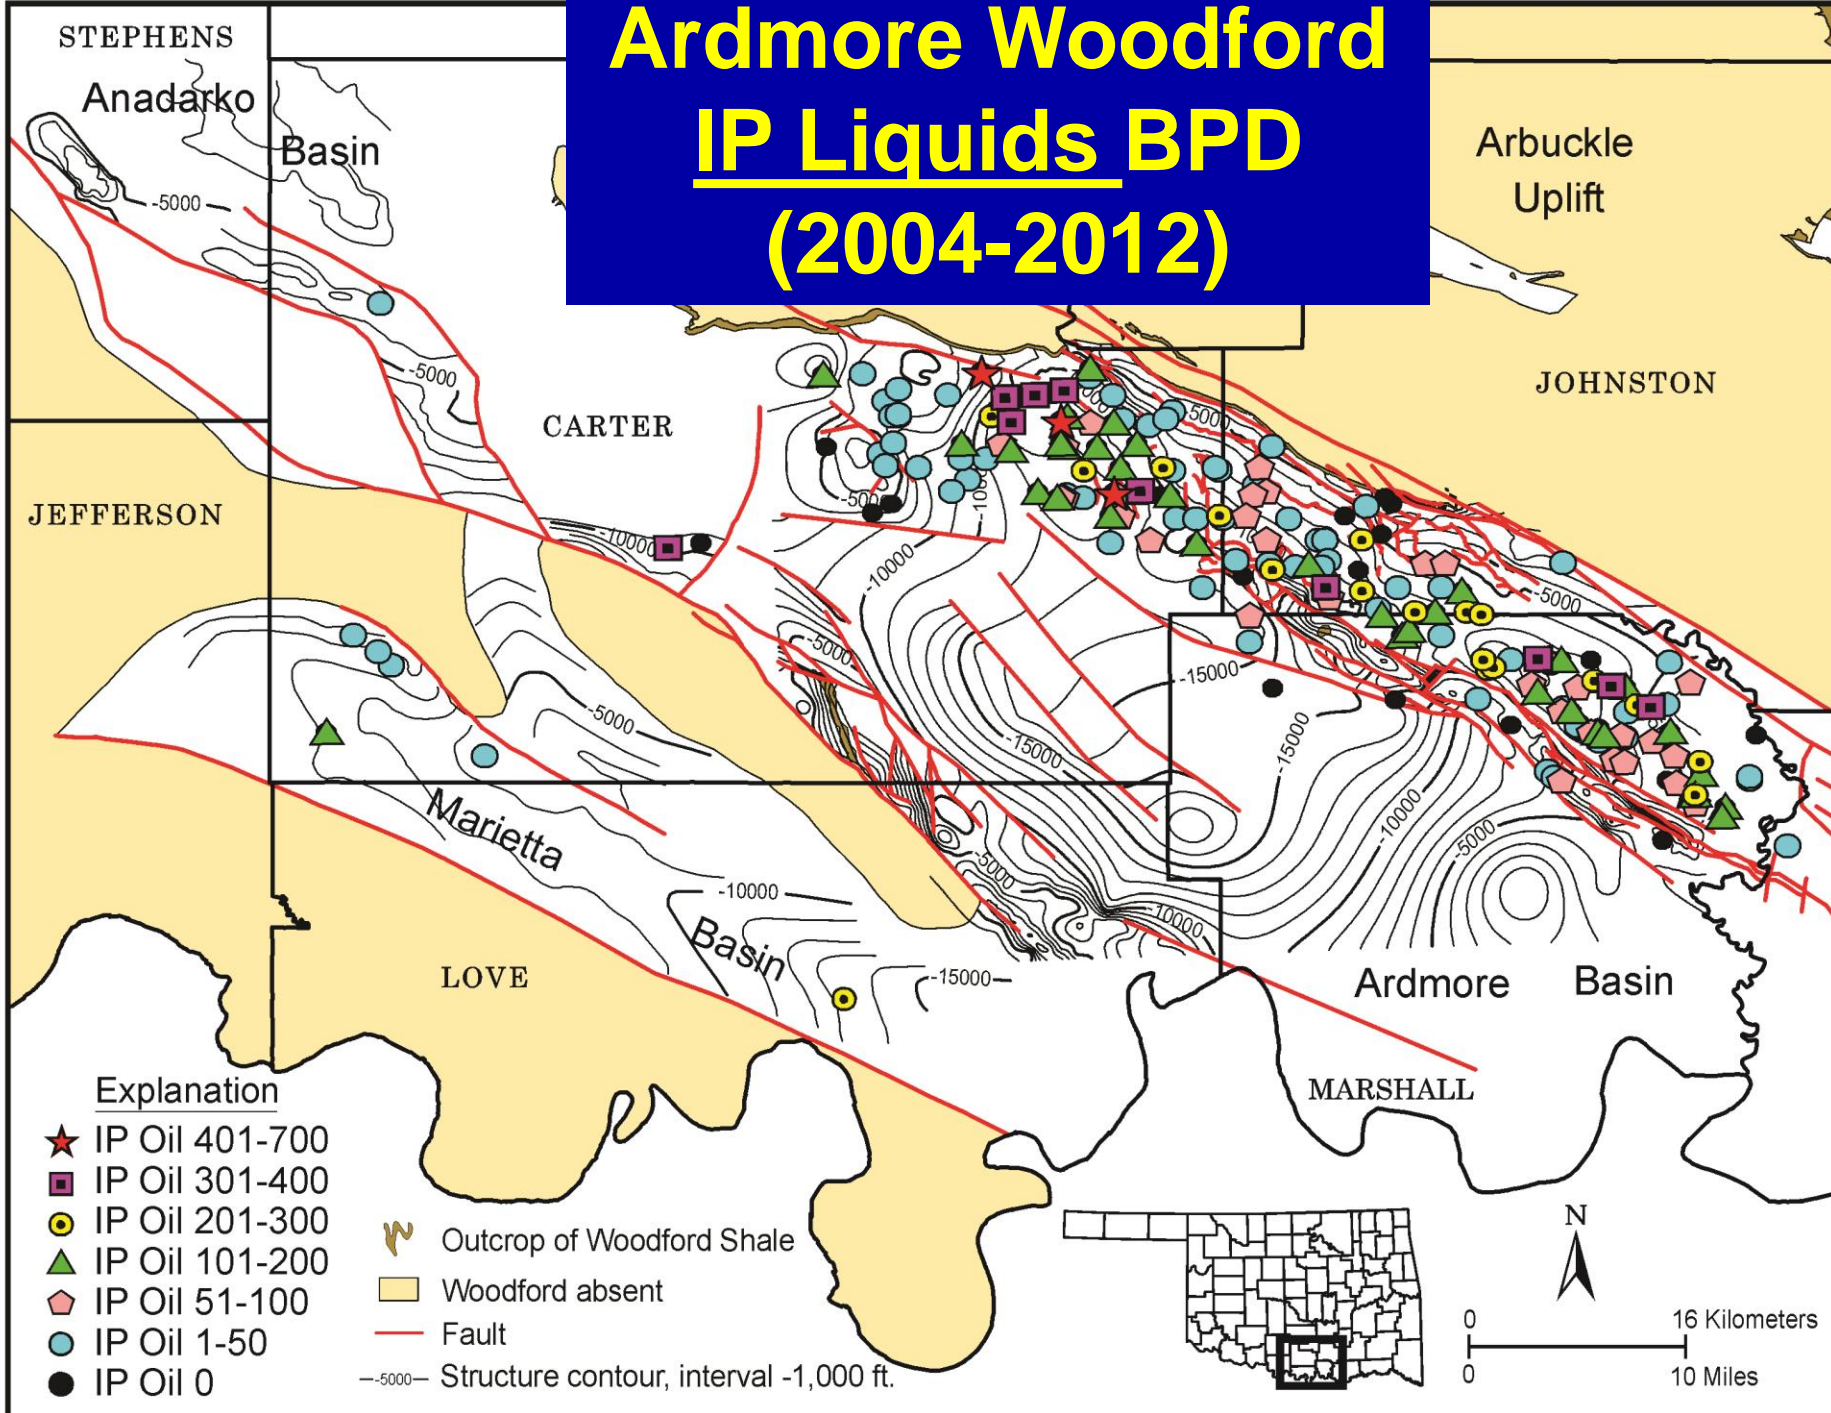 Ardmore Woodford
IP Liquids BPD
(2004-2012)
STEPHENS
Anadarko
Basin
Arbuckle
Uplift
-5000
-5000
JOHNSTON
CARTER
5000
-5000
JEFFERSON
-10000
-10000
-5000
-5000
-15000
-5000
-15000
-15000
-10000
-5000
Marietta
-5000
-10000
-10000
Basin
-15000
LOVE
Ardmore Basin
MARSHALL
Explanation
IP Oil 401-700
IP Oil 301-400
IP Oil 201-300
IP Oil 101-200
IP Oil 51-100
IP Oil 1-50
IP Oil 0
Outcrop of Woodford Shale
Woodford absent
Fault
-5000 Structure contour, interval -1,000 ft.
N
0 16 Kilometers
0 10 Miles